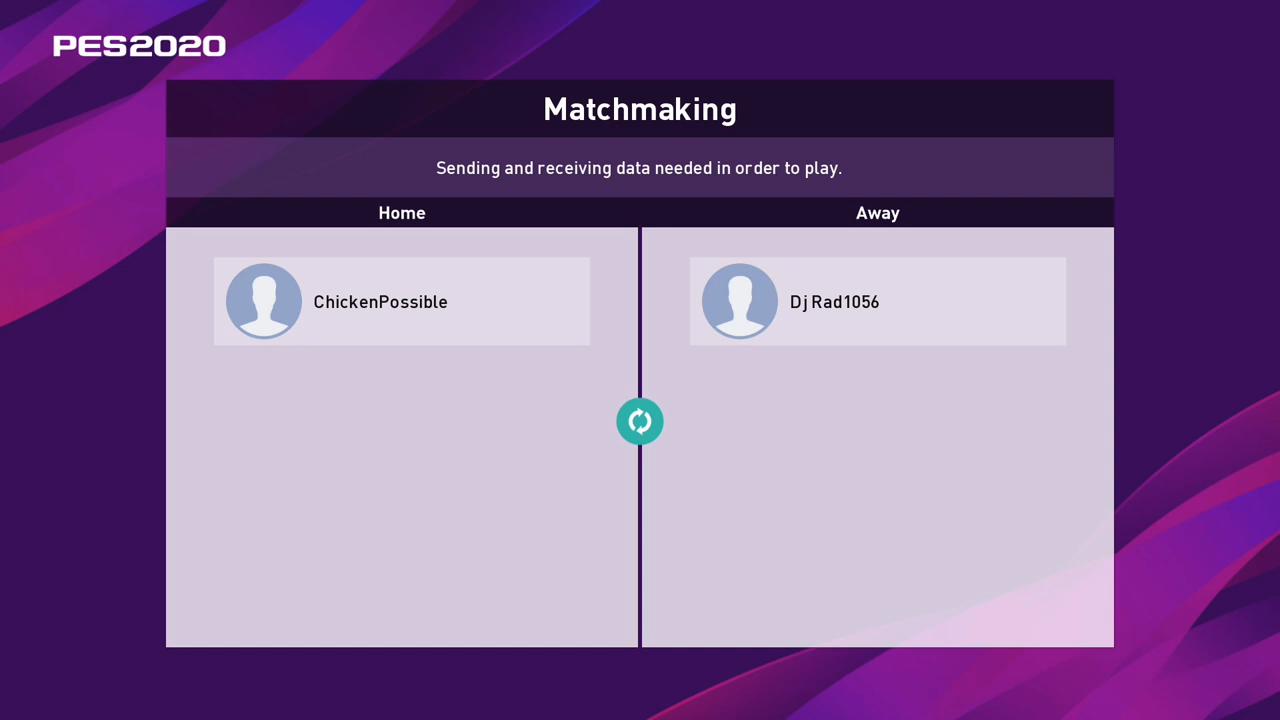 PES2020
Matchmaking
Sending and receiving data needed in order to play.
Home
Away
ChickenPossible
Dj Rad1056